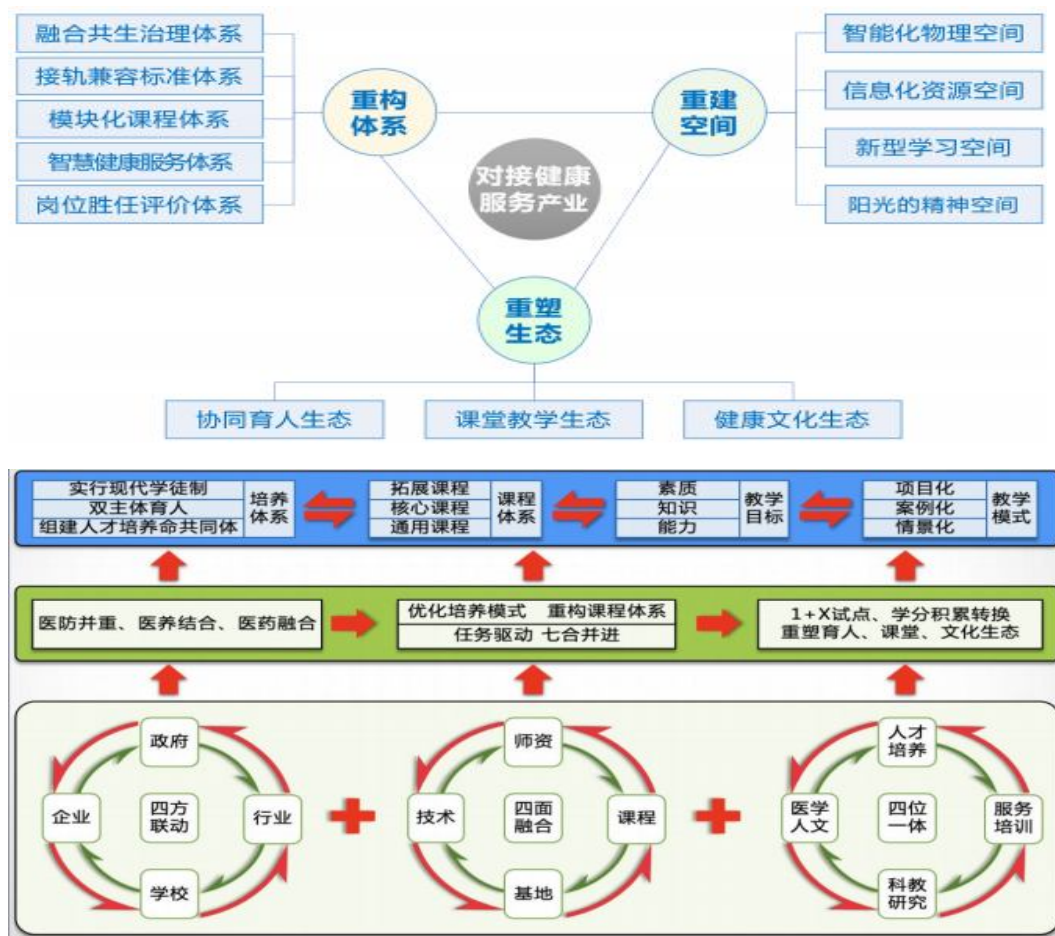 融合共生治理体系
接轨兼容标准体系
模块化课程体系
智慧健康服务体系
岗位胜任评价体系
重构
体系
重建
空间
智能化物理空间
信息化资源空间
新型学习空间
阳光的精神空间
对接健康
服务产业
重塑
生态
协同育人生态
课堂教学生态
健康文化生态
实行现代学徒制
双主体育人
组建人才培养命共同体
培养
体系
拓展课程
核心课程
通用课程
课程
体系
素质
知识
能力
教学
目标
项目化
案例化
情景化
教学
模式
医防并重、医养结合、医药融合
优化培养模式 重构课程体系
任务驱动 七合并进
1+X试点、学分积累转换
重塑育人、课堂、文化生态
政府
企业
四方
联动
行业
学校
师资
技术
四面
融合
课程
基地
人才
培养
医学
人文
四位
一体
服务
培训
科教
研究